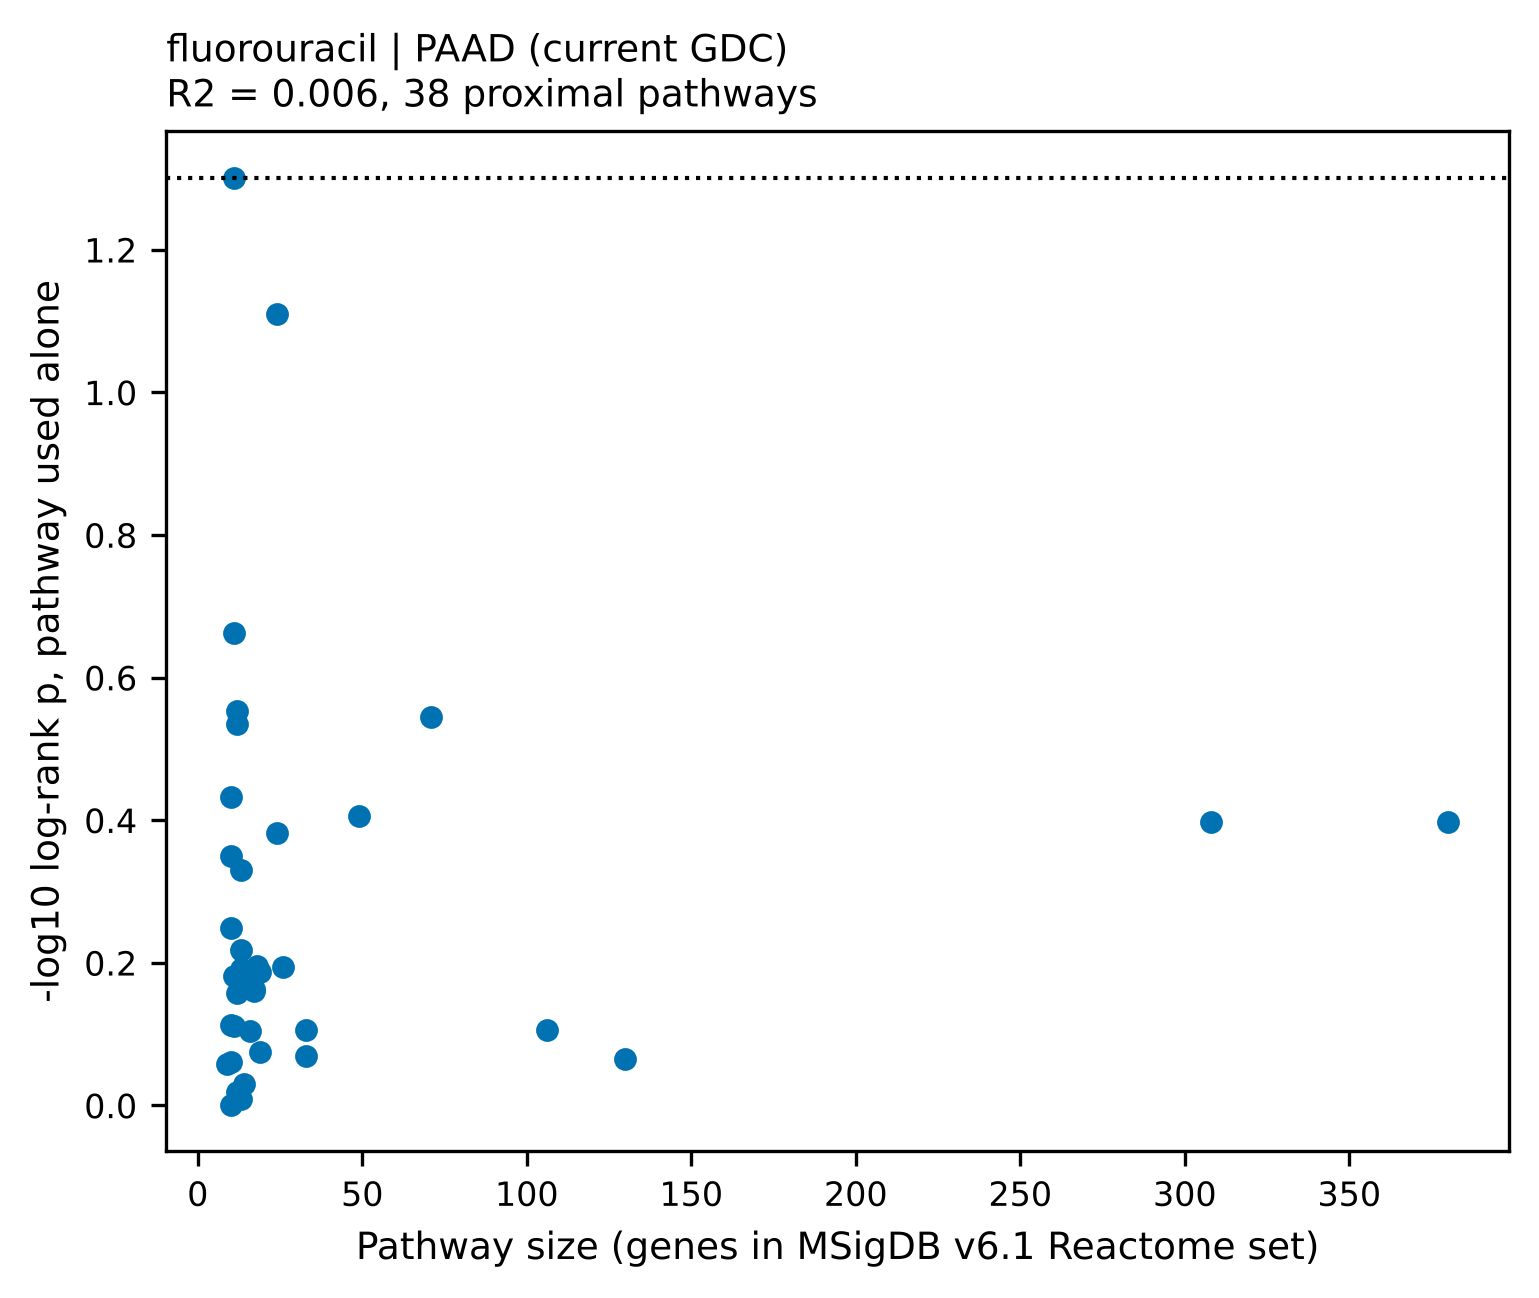 fluorouracil | PAAD (current GDC)
R2 = 0.006, 38 proximal pathways
-log10 log-rank p, pathway used alone
1.2
1.0
0.8
0.6
0.4
0.2
0.0
0 50 100 150 200 250 300 350
Pathway size (genes in MSigDB v6.1 Reactome set)